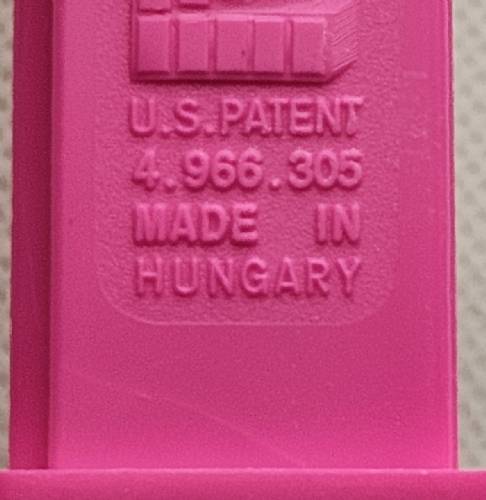 U.S.PATENT
4.966.305
MADE IN
HUNGARY